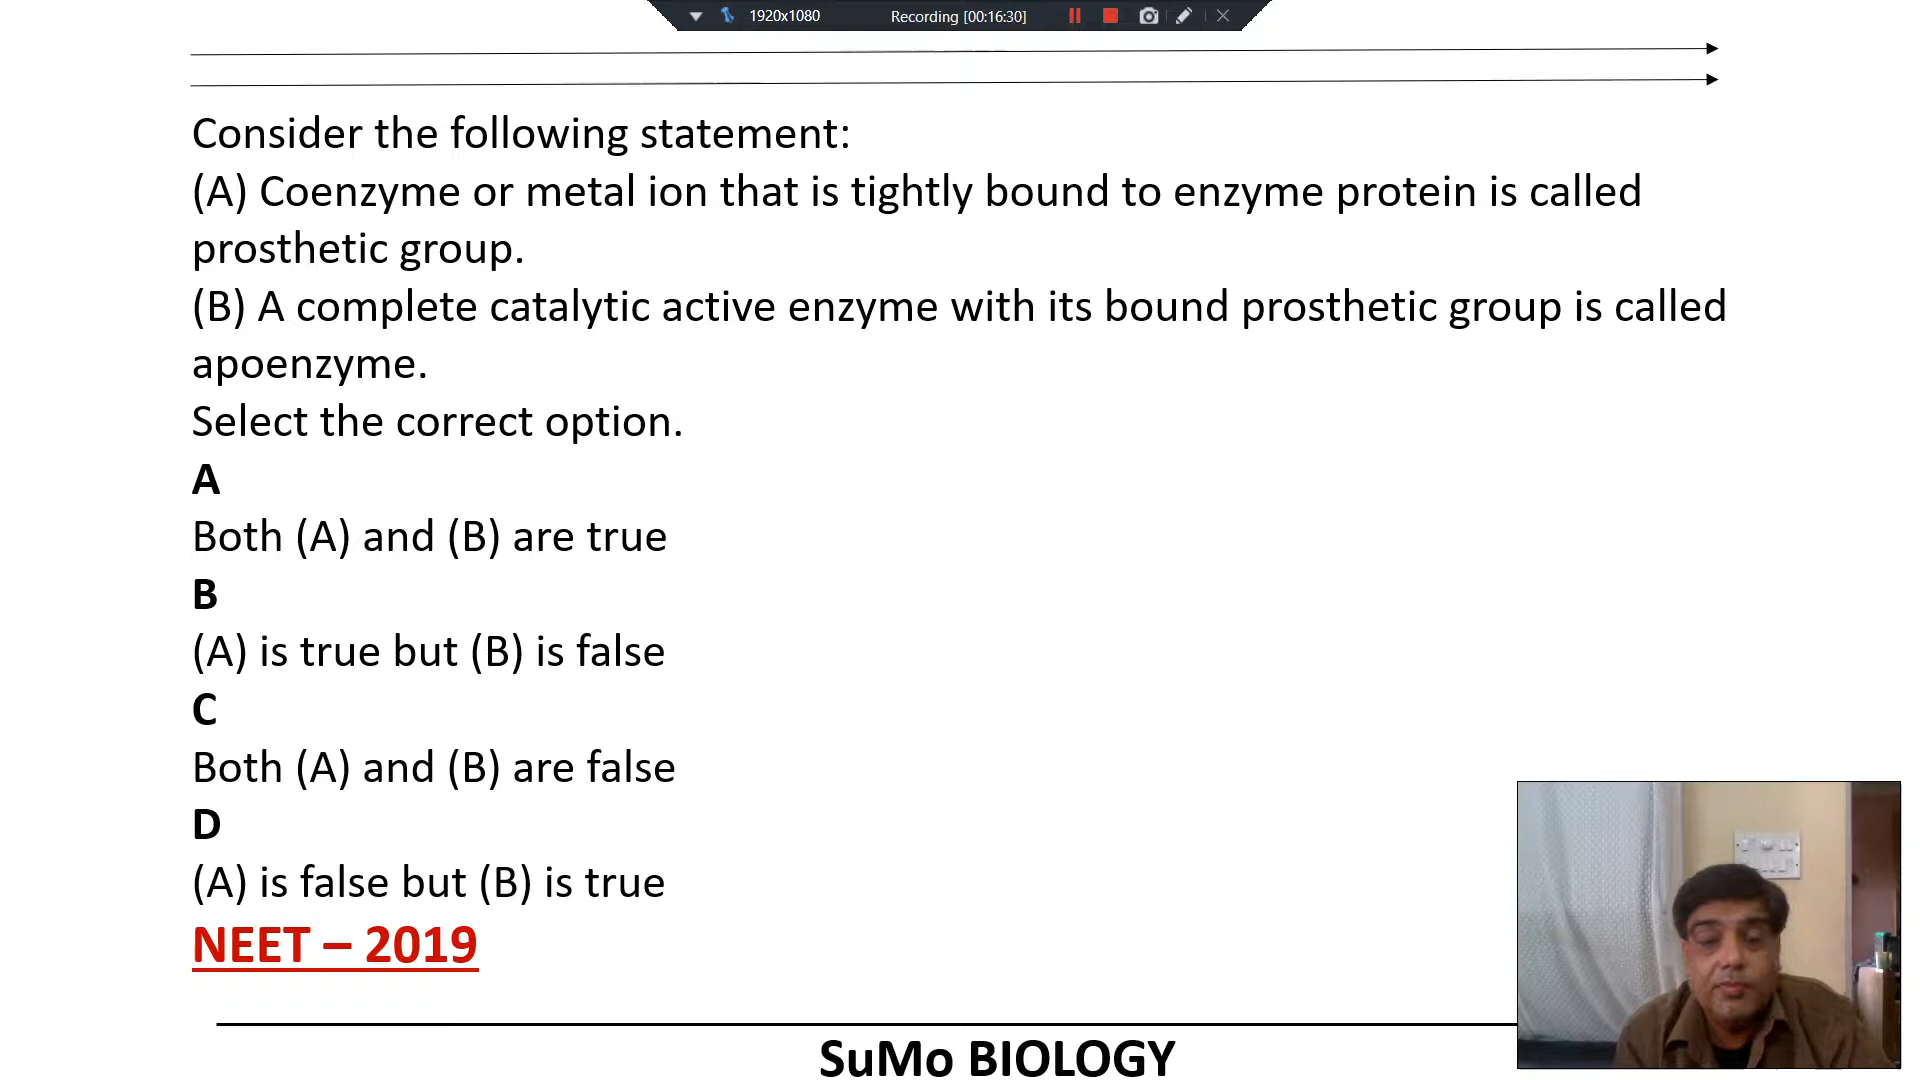 1920x1080 Recording [00:16:30]
Consider the following statement:
(A) Coenzyme or metal ion that is tightly bound to enzyme protein is called
prosthetic group.
(B) A complete catalytic active enzyme with its bound prosthetic group is called
apoenzyme.
Select the correct option.
A
Both (A) and (B) are true
B
(A) is true but (B) is false
C
Both (A) and (B) are false
D
(A) is false but (B) is true
NEET – 2019
SuMo BIOLOGY